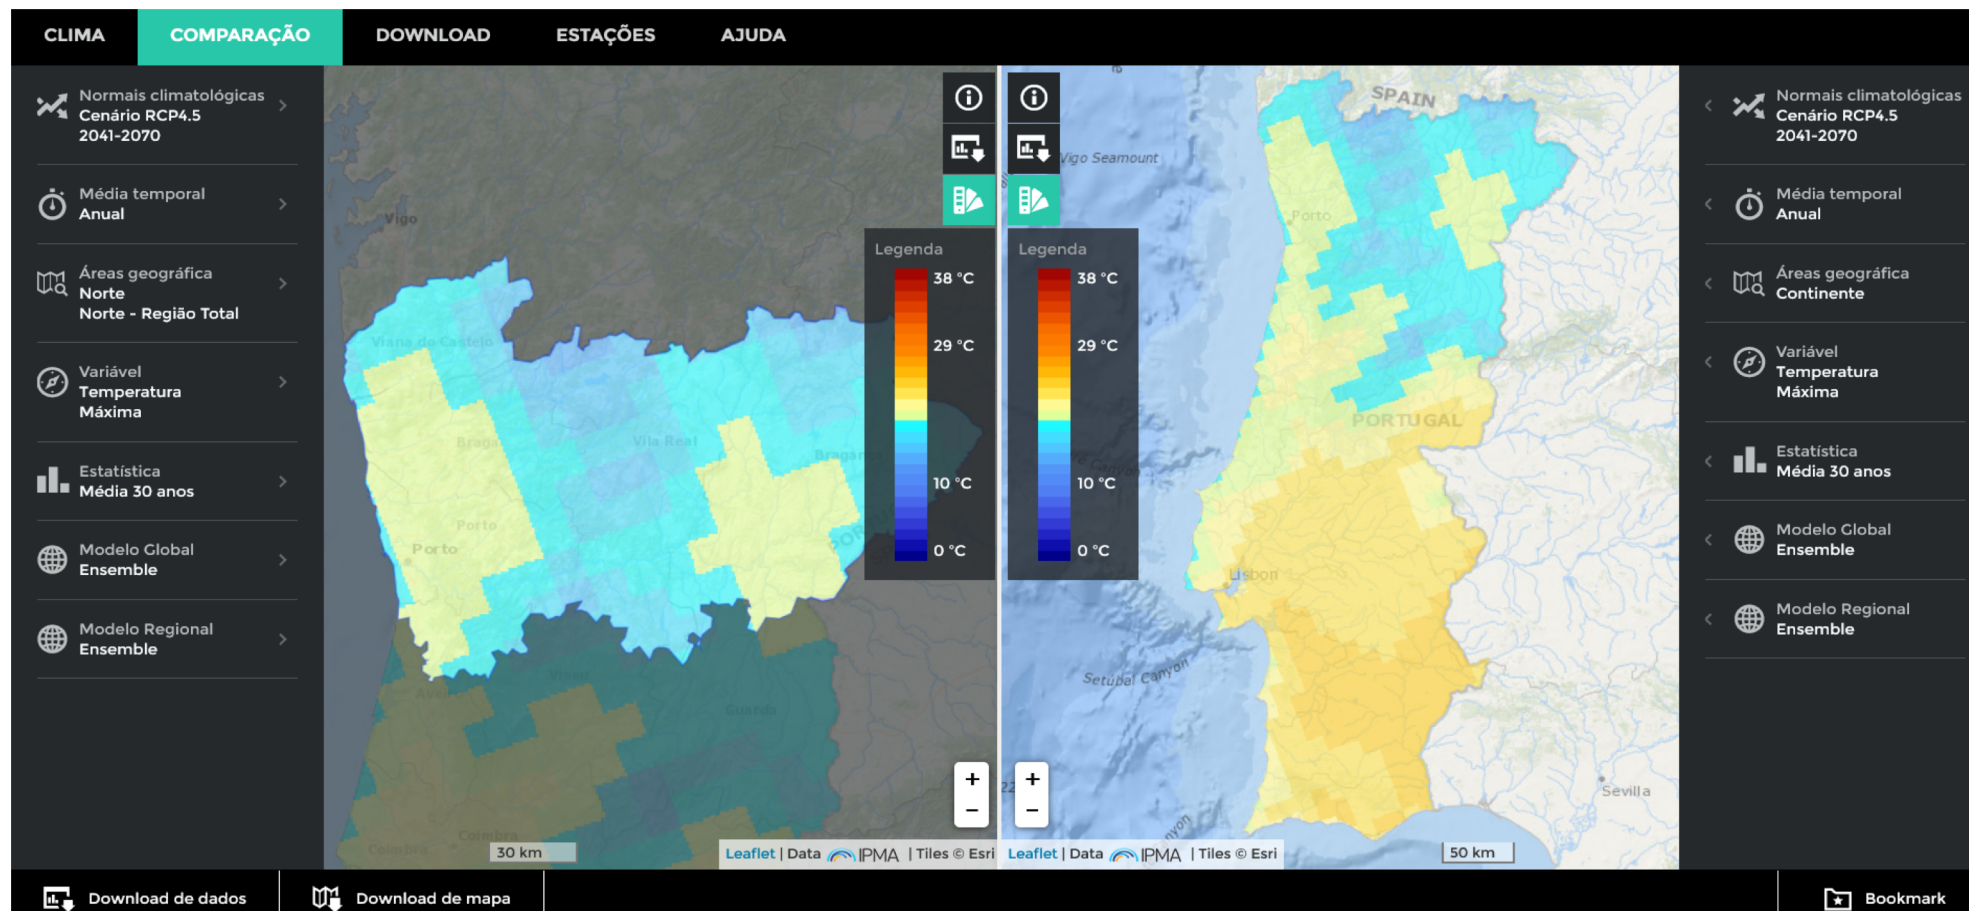 CLIMA
COMPARAÇÃO
DOWNLOAD
ESTAÇÕES
AJUDA
Normais climatológicas
Cenário RCP4.5
2041-2070
Média temporal
Anual
Áreas geográfica
Norte
Norte - Região Total
Variável
Temperatura
Máxima
Estatística
Média 30 anos
Modelo Global
Ensemble
Modelo Regional
Ensemble
Vigo
Viana do Castelo
Braga
Vila Real
Bragan
Porto
Porto
Viseu
Guarda
Coimbra
Coimbra
Legenda
38 °C
29 °C
10 °C
0 °C
+
−
30 km
Leaflet | Data IPMA | Tiles © Esri
Legenda
38 °C
29 °C
10 °C
0 °C
+
−
SPAIN
Vigo Seamount
Porto
PORTUGAL
Canyon
Lisbon
Setúbal Canyon
Sevilla
50 km
Leaflet | Data IPMA | Tiles © Esri
Normais climatológicas
Cenário RCP4.5
2041-2070
Média temporal
Anual
Áreas geográfica
Continente
Variável
Temperatura
Máxima
Estatística
Média 30 anos
Modelo Global
Ensemble
Modelo Regional
Ensemble
Download de dados
Download de mapa
Bookmark